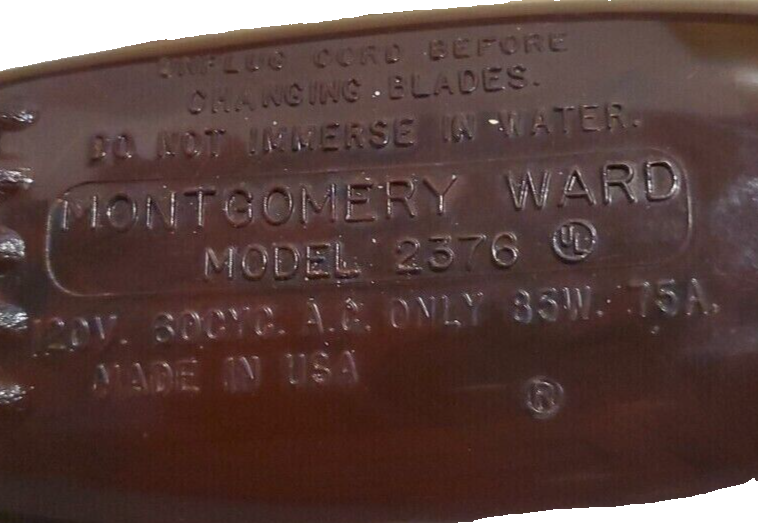 UNPLUG CORD BEFORE
CHANGING BLADES.
DO NOT IMMERSE IN WATER.
MONTGOMERY WARD
MODEL 2376 UL
120V. 60CYC. A.C. ONLY 85W. .75A.
MADE IN USA
R